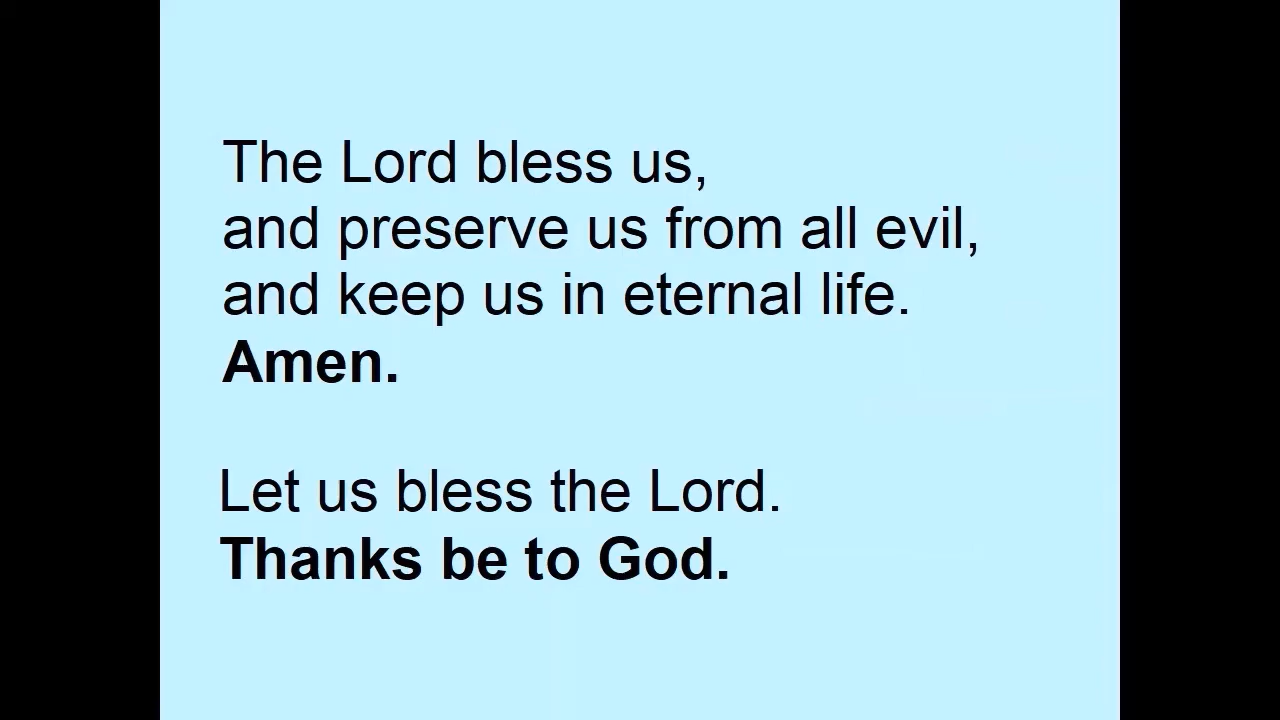 The Lord bless us,
and preserve us from all evil,
and keep us in eternal life.
Amen.
Let us bless the Lord.
Thanks be to God.